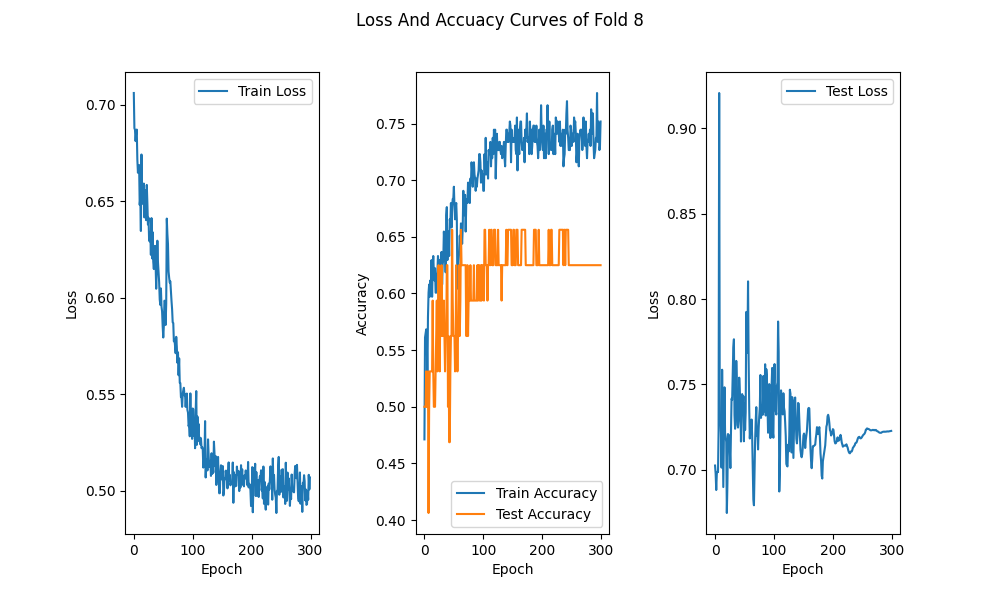 Loss And Accuacy Curves of Fold 8
Train Loss
0.70
0.65
0.60
0.55
0.50
Loss
0
100
200
300
Epoch
0.75
0.70
0.65
0.60
0.55
0.50
0.45
0.40
Accuracy
Train Accuracy
Test Accuracy
0
100
200
300
Epoch
Test Loss
0.90
0.85
0.80
0.75
0.70
Loss
0
100
200
300
Epoch